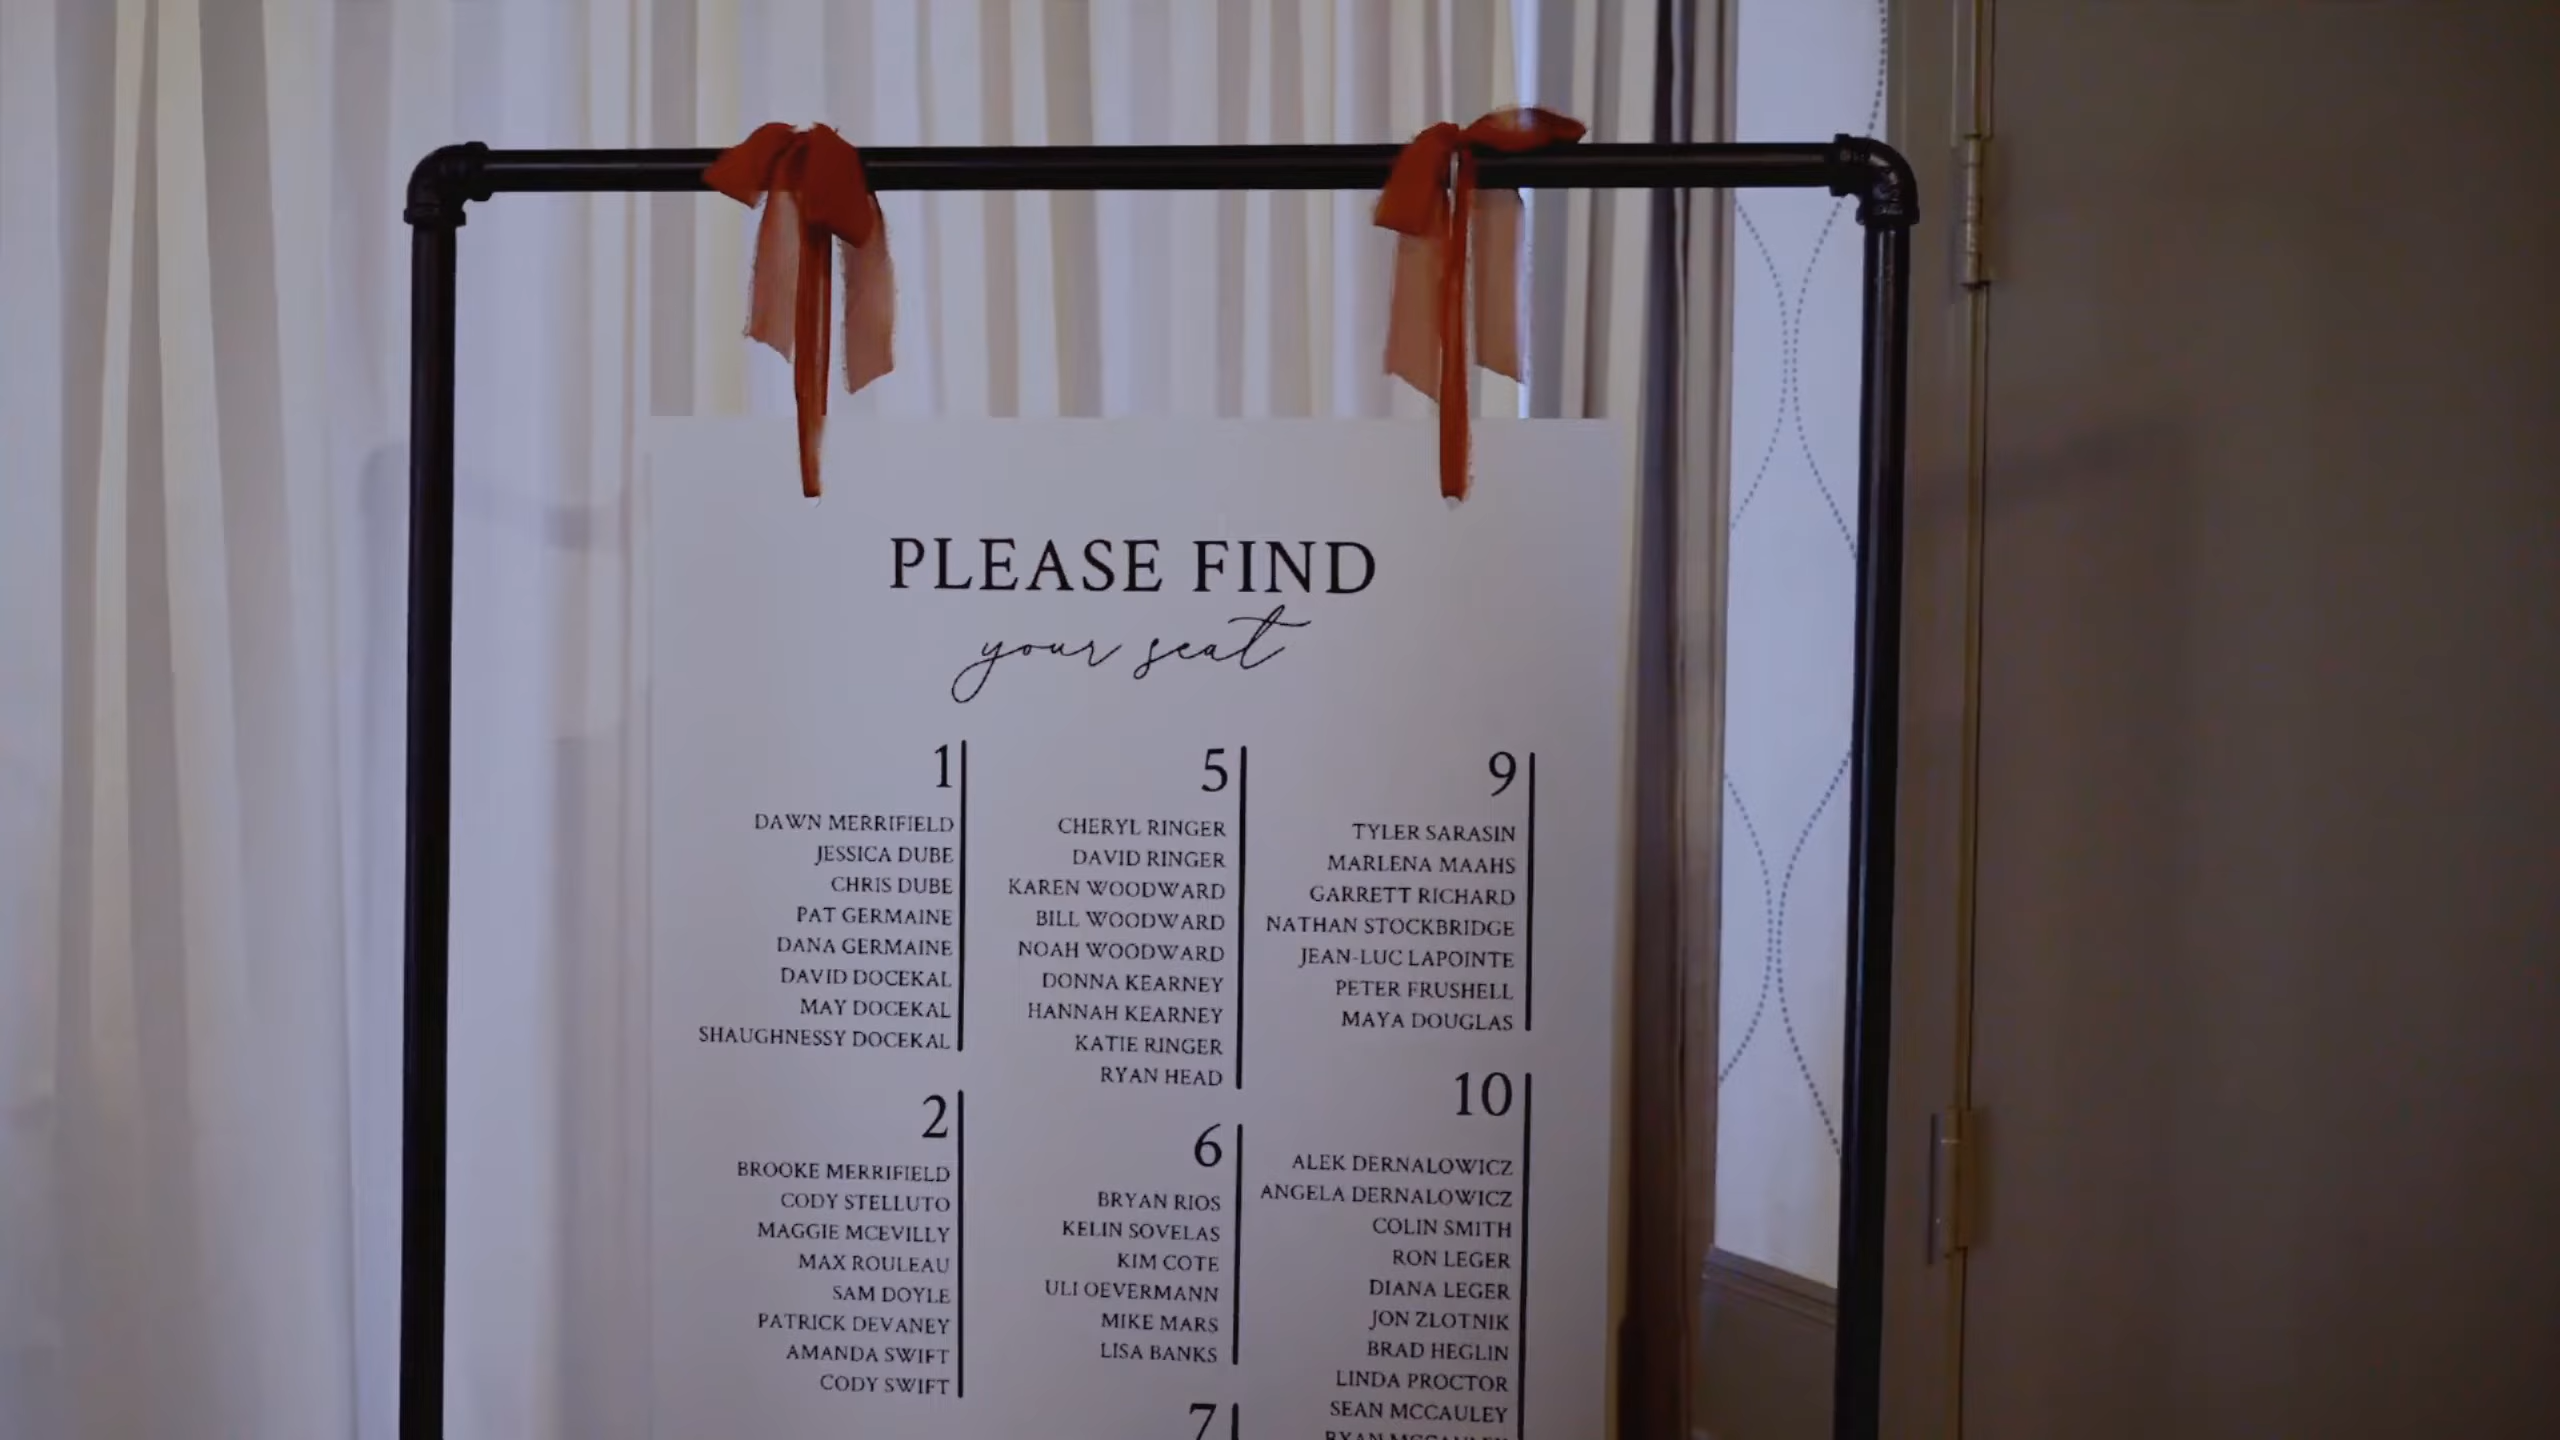 PLEASE FIND
your seat
1
DAWN MERRIFIELD
JESSICA DUBE
CHRIS DUBE
PAT GERMAINE
DANA GERMAINE
DAVID DOCEKAL
MAY DOCEKAL
SHAUGHNESSY DOCEKAL
2
BROOKE MERRIFIELD
CODY STELLUTO
MAGGIE MCEVILLY
MAX ROULEAU
SAM DOYLE
PATRICK DEVANEY
AMANDA SWIFT
CODY SWIFT
5
CHERYL RINGER
DAVID RINGER
KAREN WOODWARD
BILL WOODWARD
NOAH WOODWARD
DONNA KEARNEY
HANNAH KEARNEY
KATIE RINGER
RYAN HEAD
6
BRYAN RIOS
KELIN SOVELAS
KIM COTE
ULI OEVERMANN
MIKE MARS
LISA BANKS
7
9
TYLER SARASIN
MARLENA MAAHS
GARRETT RICHARD
NATHAN STOCKBRIDGE
JEAN-LUC LAPOINTE
PETER FRUSHELL
MAYA DOUGLAS
10
ALEK DERNALOWICZ
ANGELA DERNALOWICZ
COLIN SMITH
RON LEGER
DIANA LEGER
JON ZLOTNIK
BRAD HEGLIN
LINDA PROCTOR
SEAN MCCAULEY